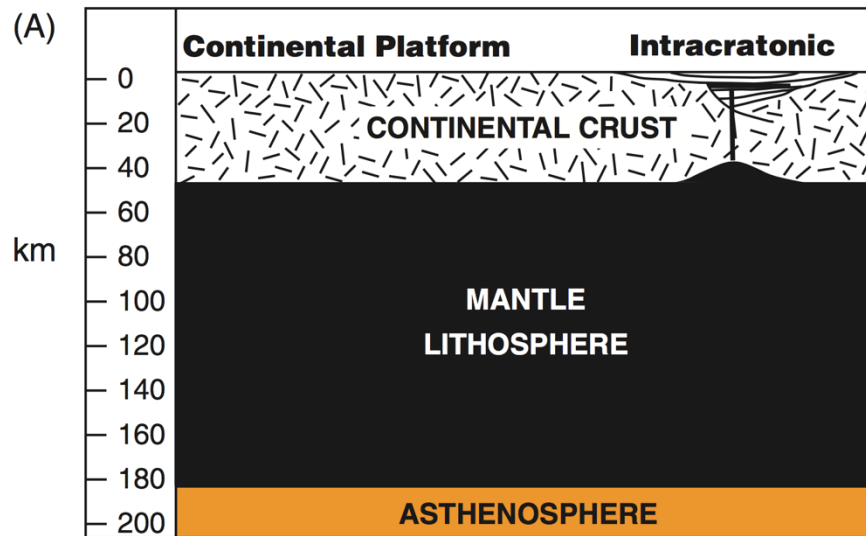 (A)
Continental Platform
Intracratonic
0
20
40
60
80
100
120
140
160
180
200
km
CONTINENTAL CRUST
MANTLE
LITHOSPHERE
ASTHENOSPHERE